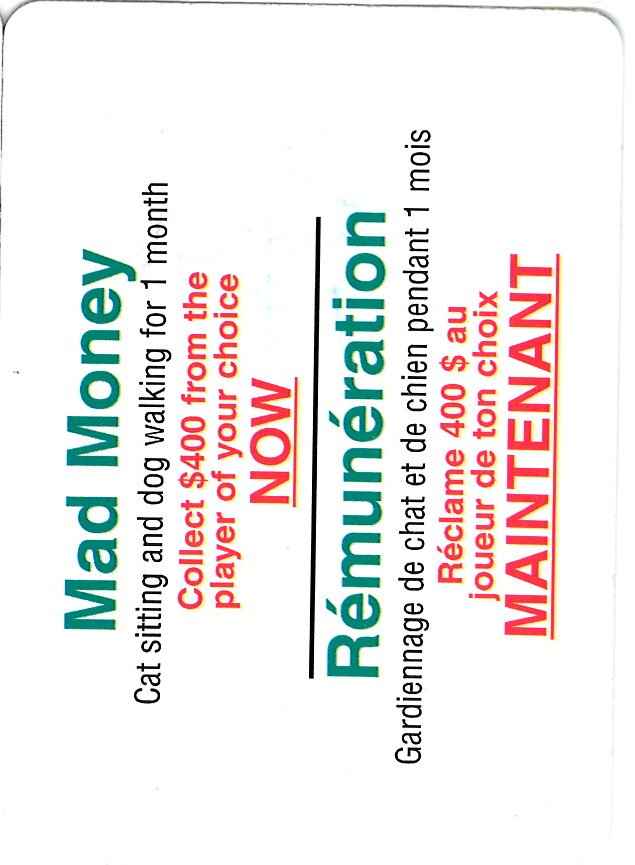 Mad Money
Cat sitting and dog walking for 1 month
Collect $400 from the
player of your choice
NOW
Rémunération
Gardiennage de chat et de chien pendant 1 mois
Réclame 400 $ au
joueur de ton choix
MAINTENANT